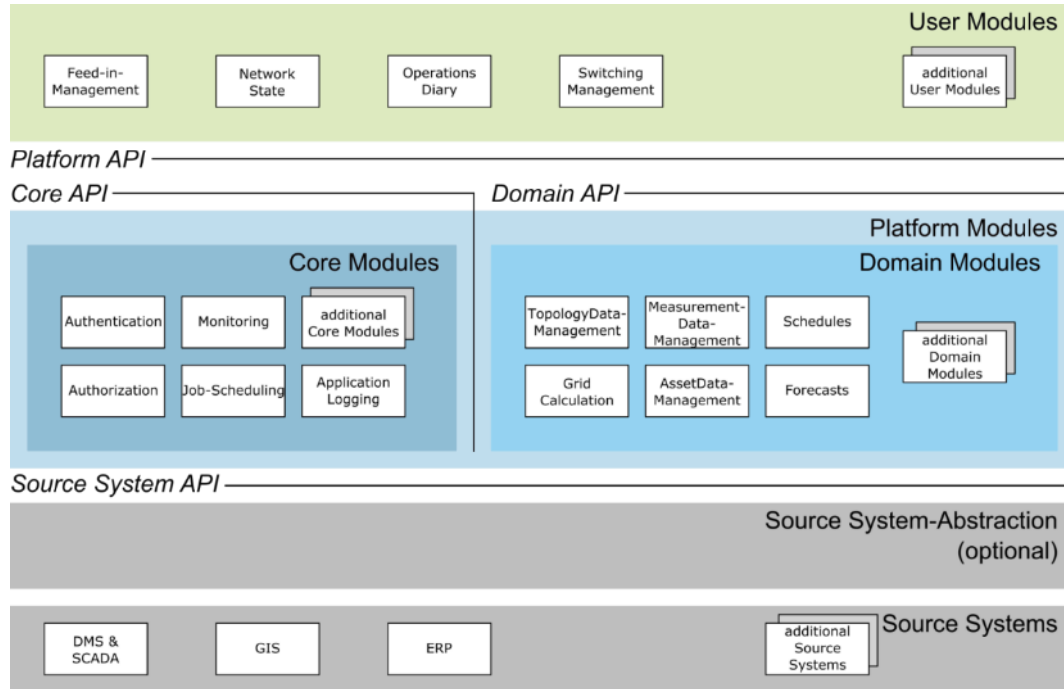 User Modules
Feed-in-
Management
Network
State
Operations
Diary
Switching
Management
additional
User Modules
Platform API
Core API
Domain API
Platform Modules
Core Modules
Domain Modules
Authentication
Monitoring
additional
Core Modules
TopologyData-
Management
Measurement-
Data-
Management
Schedules
additional
Domain
Modules
Authorization
Job-Scheduling
Application
Logging
Grid
Calculation
AssetData-
Management
Forecasts
Source System API
Source System-Abstraction
(optional)
Source Systems
DMS &
SCADA
GIS
ERP
additional
Source
Systems